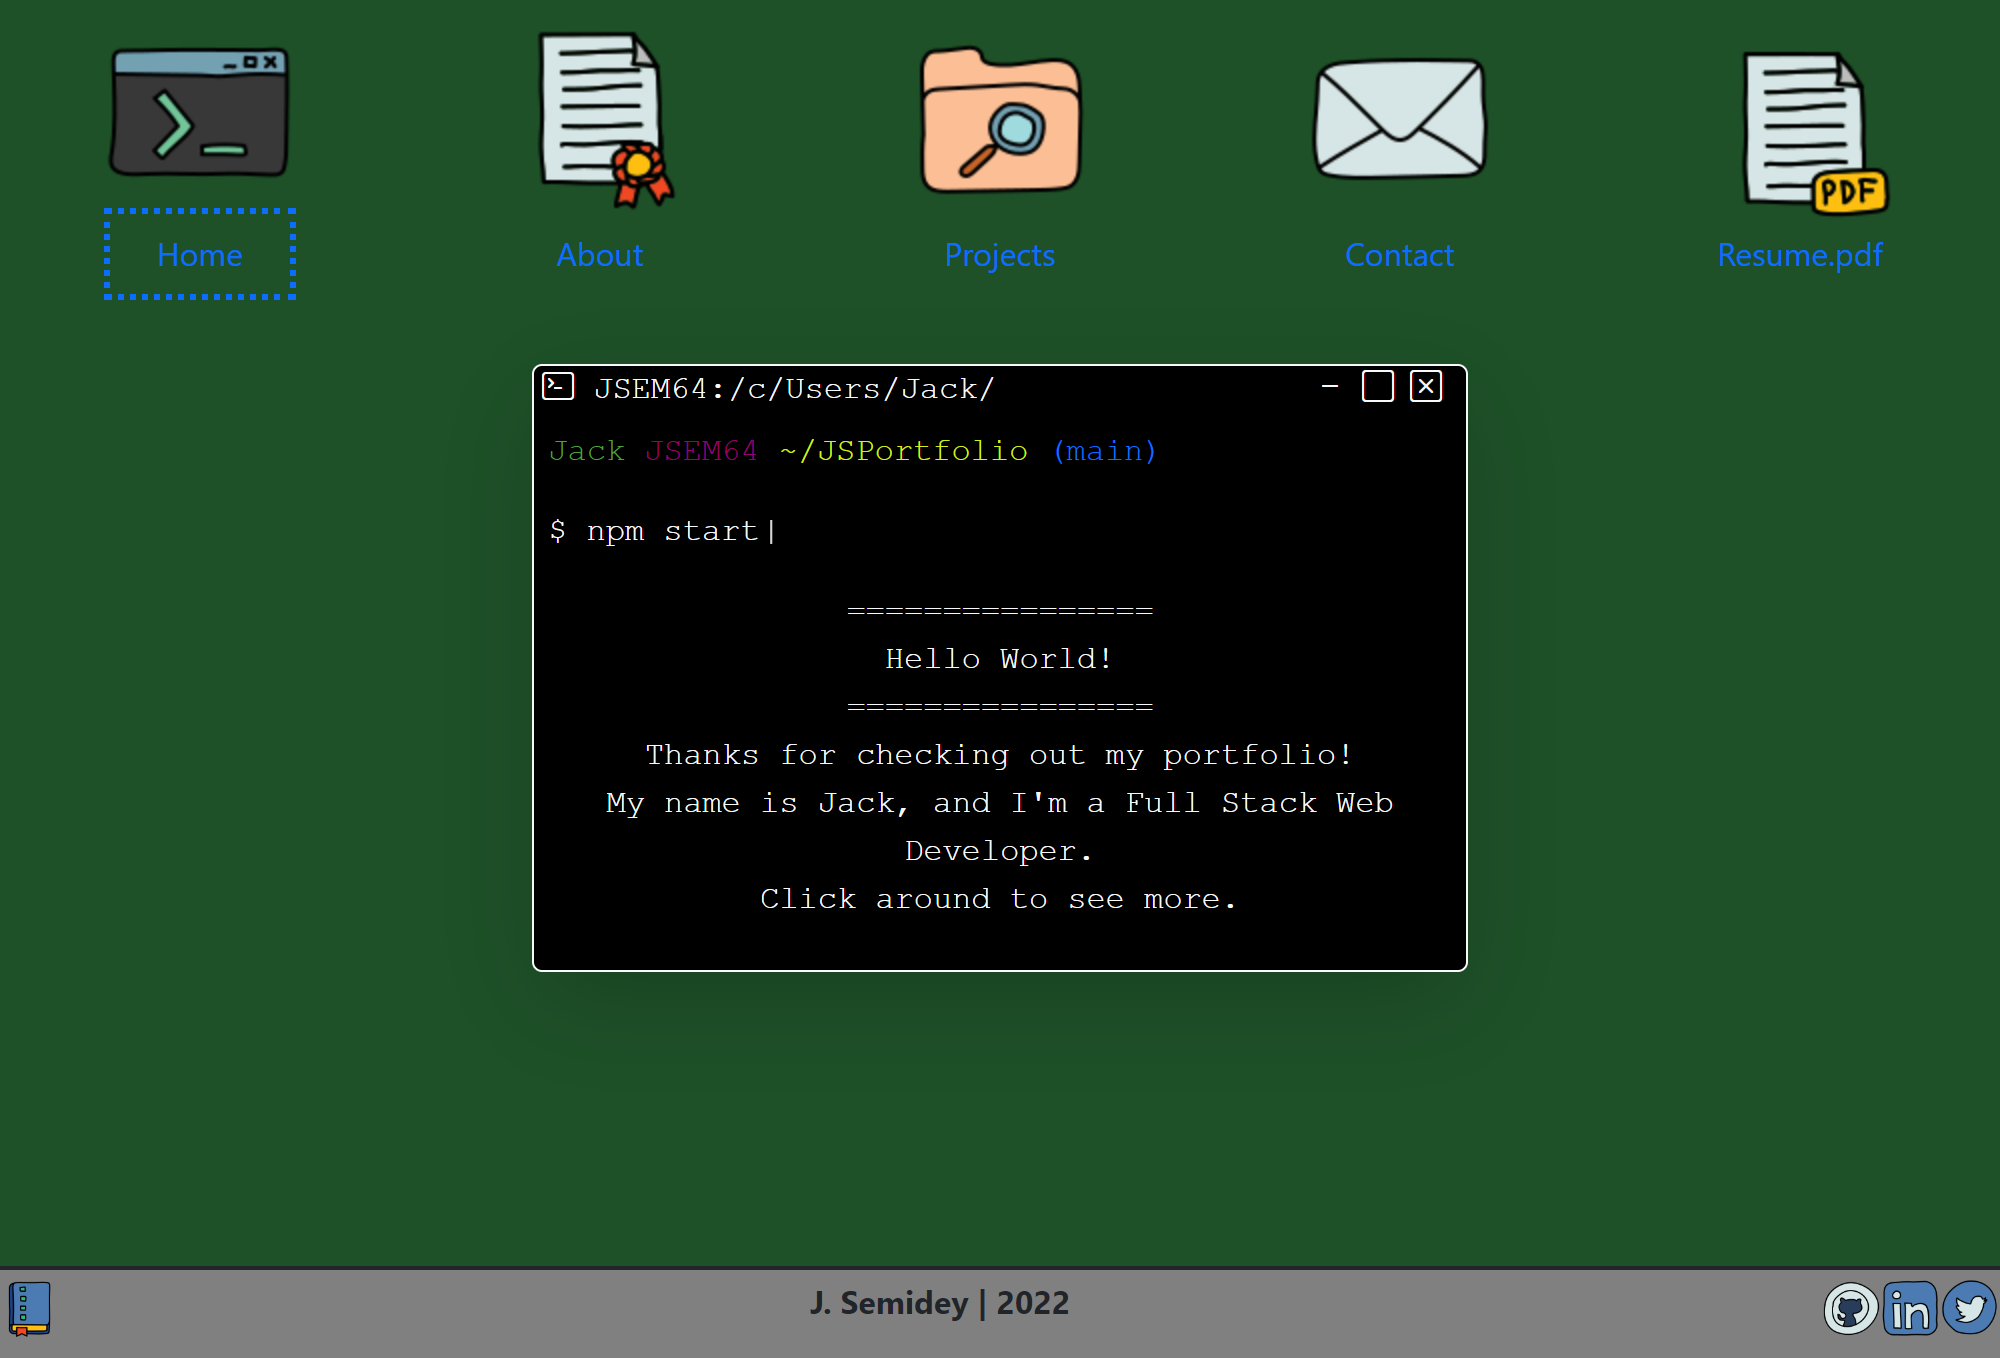 PDF
Home
About
Projects
Contact
Resume.pdf
JSEM64:/c/Users/Jack/
Jack JSEM64 ~/JSPortfolio (main)
$ npm start|
================
Hello World!
================
Thanks for checking out my portfolio!
My name is Jack, and I'm a Full Stack Web
Developer.
Click around to see more.
J. Semidey | 2022
in